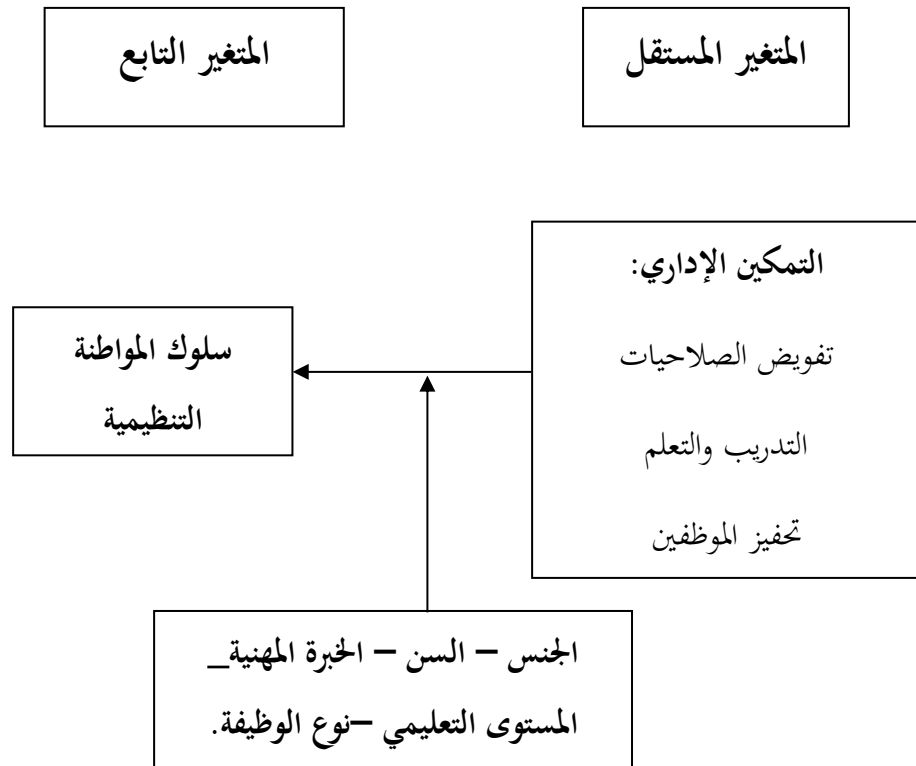 المتغير المستقل
المتغير التابع
التمكين الإداري:
تفويض الصلاحيات
التدريب والتعلم
تحفيز الموظفين
سلوك المواطنة
التنظيمية
الجنس – السن – الخبرة المهنية_
المستوى التعليمي –نوع الوظيفة.